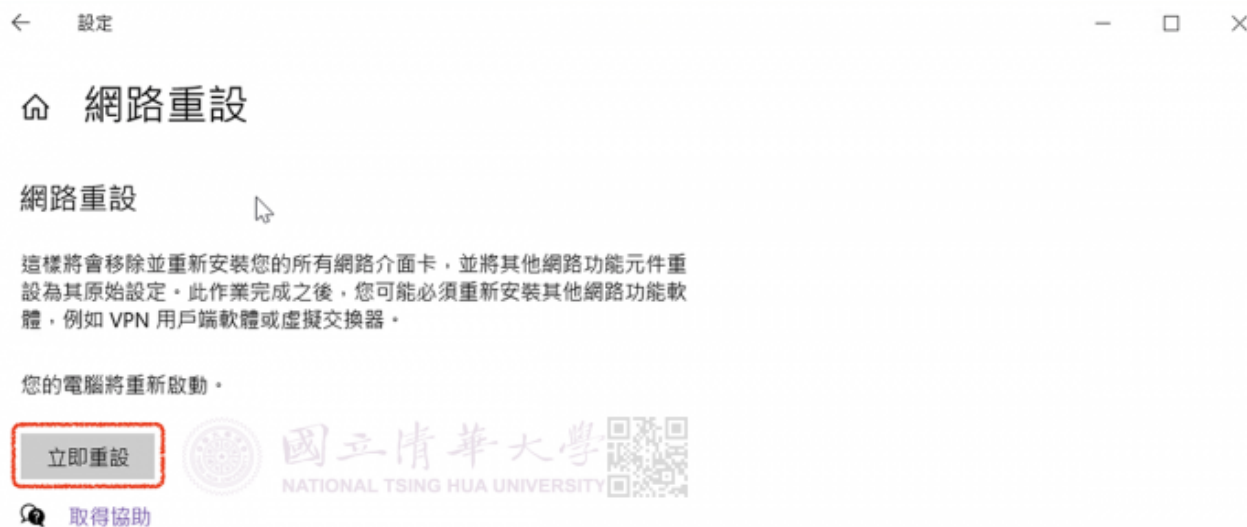 設定
網路重設
網路重設
這樣將會移除並重新安裝您的所有網路介面卡，並將其他網路功能元件重
設為其原始設定。此作業完成之後，您可能必須重新安裝其他網路功能軟
體，例如 VPN 用戶端軟體或虛擬交換器。
您的電腦將重新啟動。
立即重設
國立清華大學
NATIONAL TSING HUA UNIVERSITY
取得協助